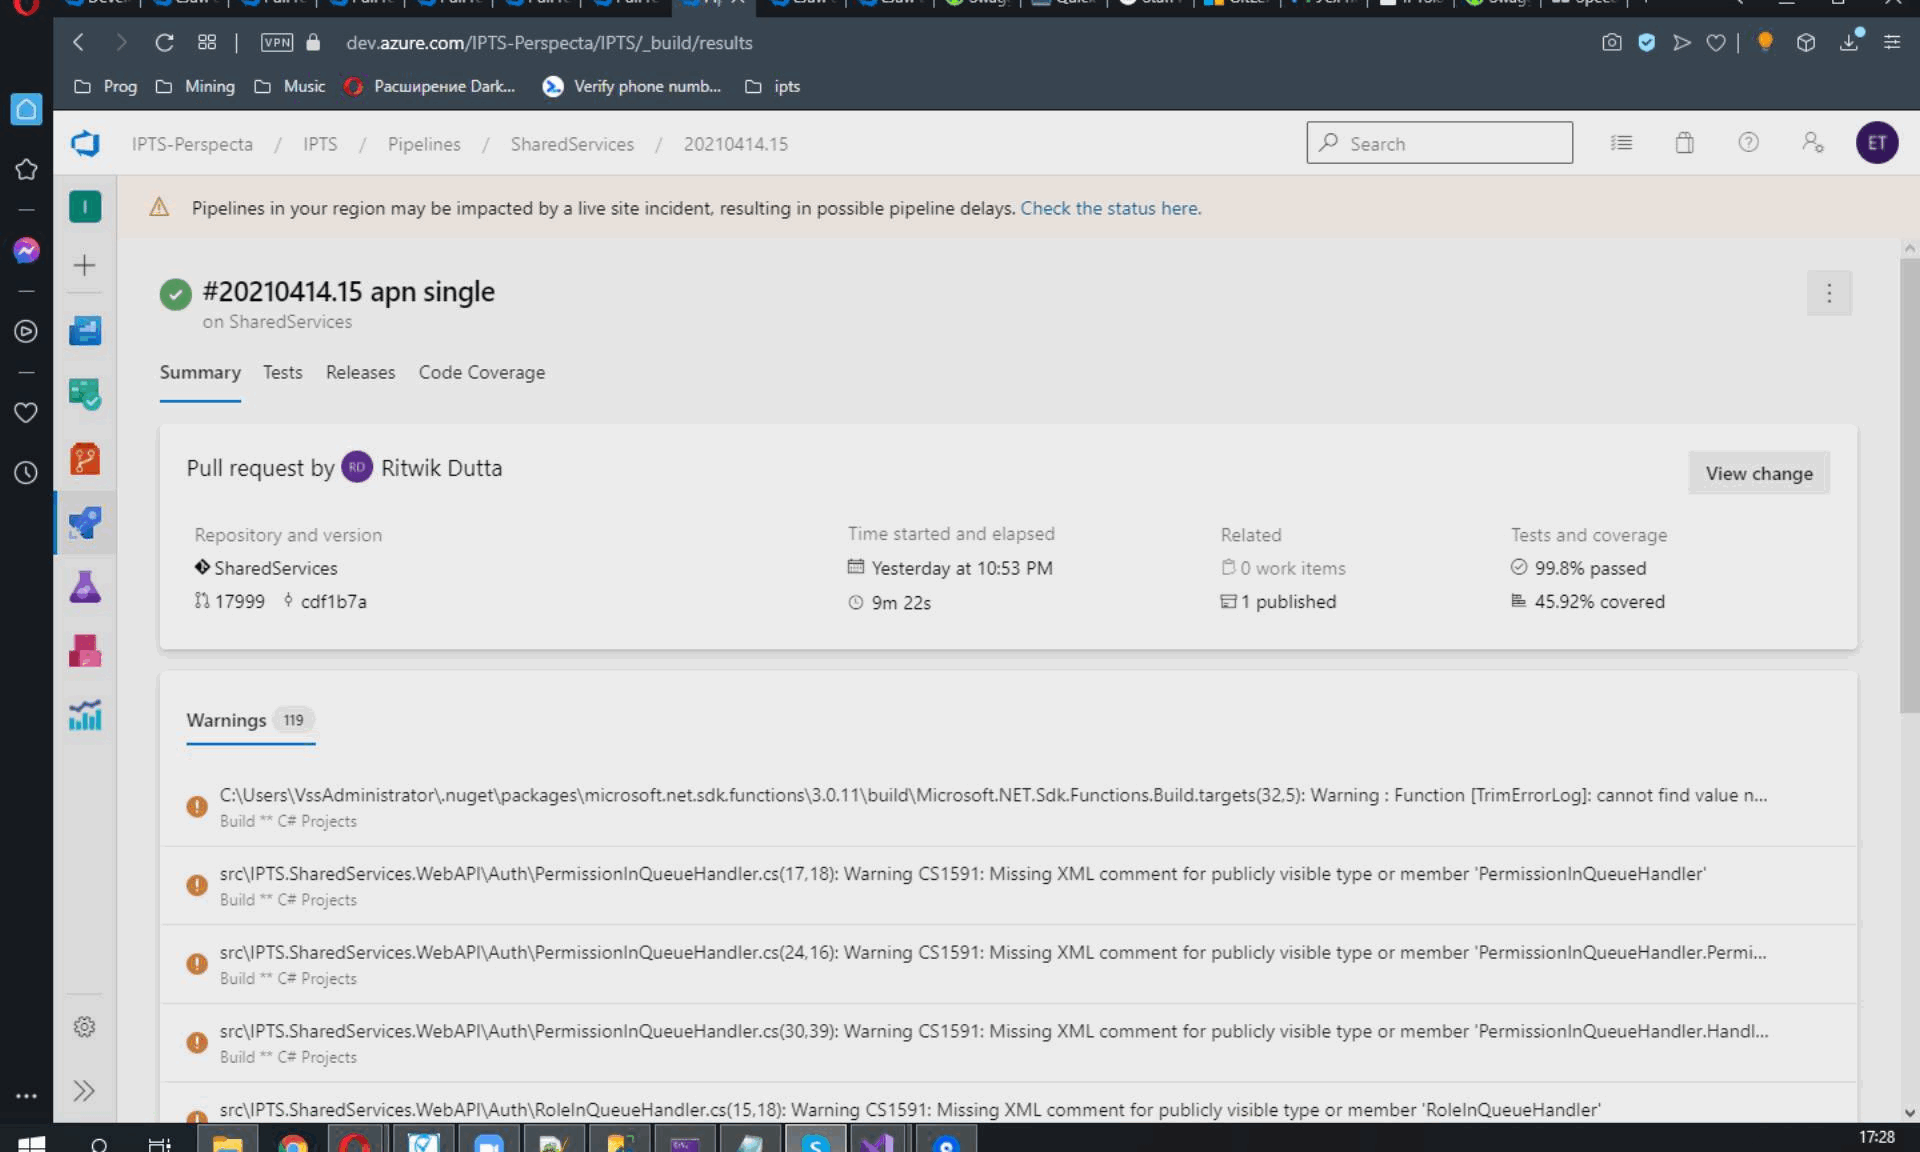 VPN dev.azure.com/IPTS-Perspecta/IPTS/_build/results
Prog Mining Music Расширение Dark... Verify phone numb... ipts
IPTS-Perspecta / IPTS / Pipelines / SharedServices / 20210414.15 Search ET
I Pipelines in your region may be impacted by a live site incident, resulting in possible pipeline delays. Check the status here.
#20210414.15 apn single
on SharedServices
Summary Tests Releases Code Coverage
Pull request by RD Ritwik Dutta View change
Repository and version Time started and elapsed Related Tests and coverage
SharedServices Yesterday at 10:53 PM 0 work items 99.8% passed
17999 cdf1b7a 9m 22s 1 published 45.92% covered
Warnings 119
C:\Users\VssAdministrator\.nuget\packages\microsoft.net.sdk.functions\3.0.11\build\Microsoft.NET.Sdk.Functions.Build.targets(32,5): Warning : Function [TrimErrorLog]: cannot find value n...
Build ** C# Projects
src\IPTS.SharedServices.WebAPI\Auth\PermissionInQueueHandler.cs(17,18): Warning CS1591: Missing XML comment for publicly visible type or member 'PermissionInQueueHandler'
Build ** C# Projects
src\IPTS.SharedServices.WebAPI\Auth\PermissionInQueueHandler.cs(24,16): Warning CS1591: Missing XML comment for publicly visible type or member 'PermissionInQueueHandler.Permi...
Build ** C# Projects
src\IPTS.SharedServices.WebAPI\Auth\PermissionInQueueHandler.cs(30,39): Warning CS1591: Missing XML comment for publicly visible type or member 'PermissionInQueueHandler.Handl...
Build ** C# Projects
src\IPTS.SharedServices.WebAPI\Auth\RoleInQueueHandler.cs(15,18): Warning CS1591: Missing XML comment for publicly visible type or member 'RoleInQueueHandler'
17:28